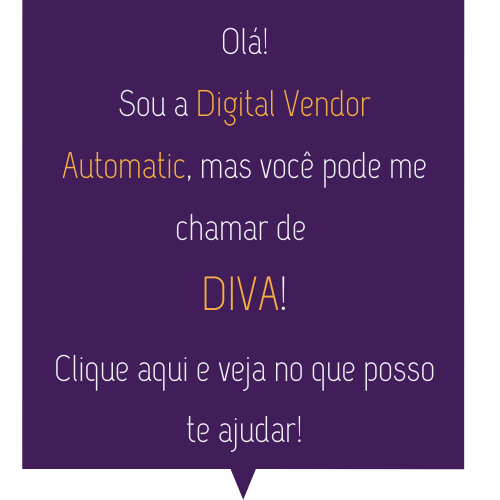 Olá!
Sou a Digital Vendor
Automatic, mas você pode me
chamar de
DIVA!
Clique aqui e veja no que posso
te ajudar!